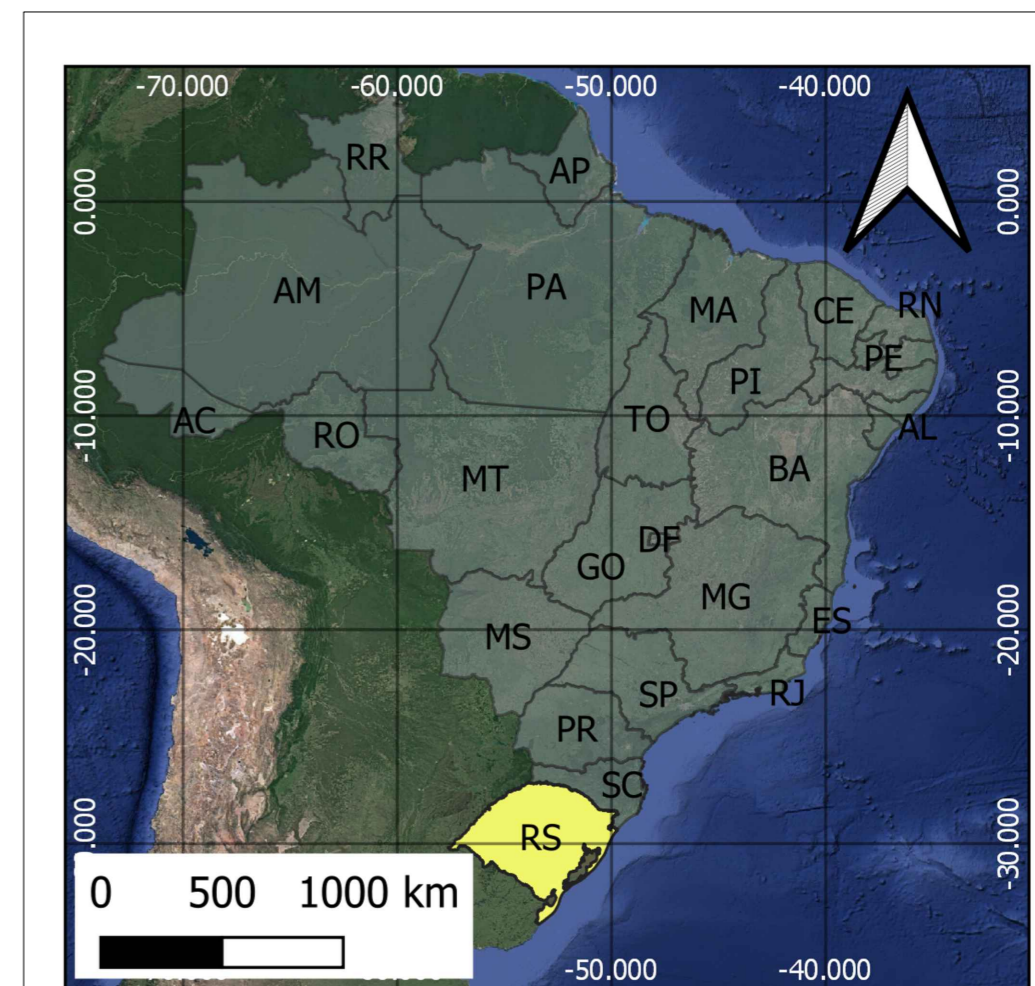 -70.000 -60.000 -50.000 -40.000
RR
AP
0.000
0.000
AM
PA
MA
CE
RN
PE
PI
TO
-10.000
-10.000
AC
RO
AL
MT
BA
DF
GO
MG
ES
MS
-20.000
-20.000
SP
RJ
PR
SC
RS
-30.000
0 500 1000 km
-50.000 -40.000